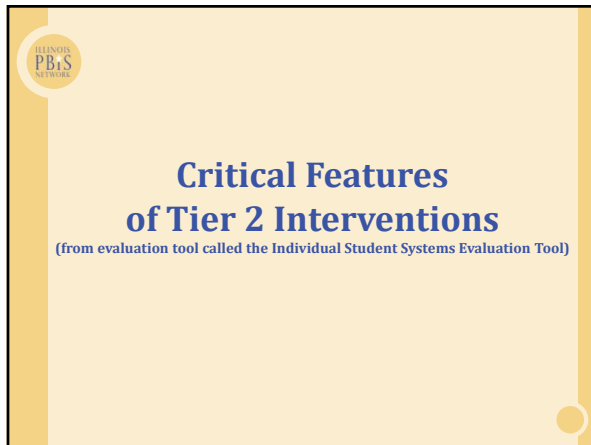 ILLINOIS
PBIS
NETWORK
Critical Features
of Tier 2 Interventions
(from evaluation tool called the Individual Student Systems Evaluation Tool)